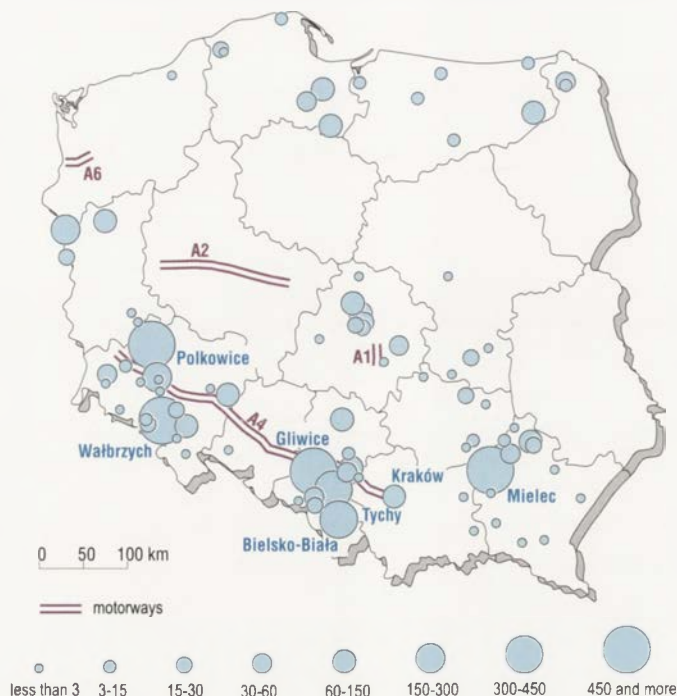 A6
A2
A1
Polkowice
A4
Wałbrzych
Gliwice
Kraków
Tychy
Mielec
Bielsko-Biała
0 50 100 km
motorways
less than 3 3-15 15-30 30-60 60-150 150-300 300-450 450 and more